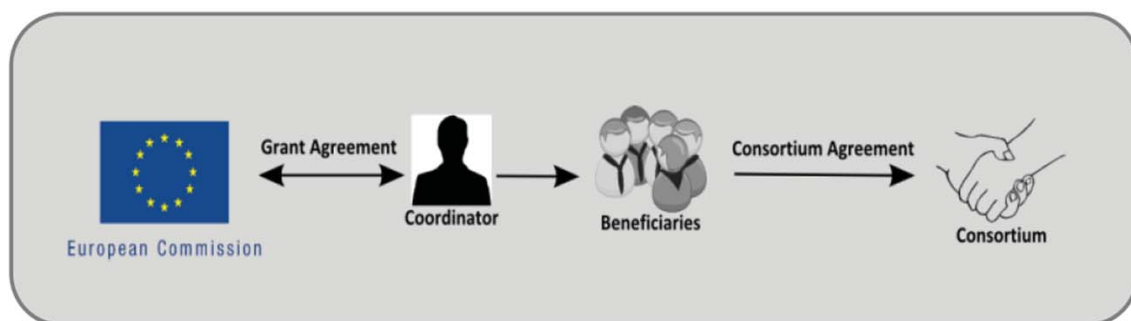 Grant Agreement
Consortium Agreement
Coordinator
Beneficiaries
Consortium
European Commission